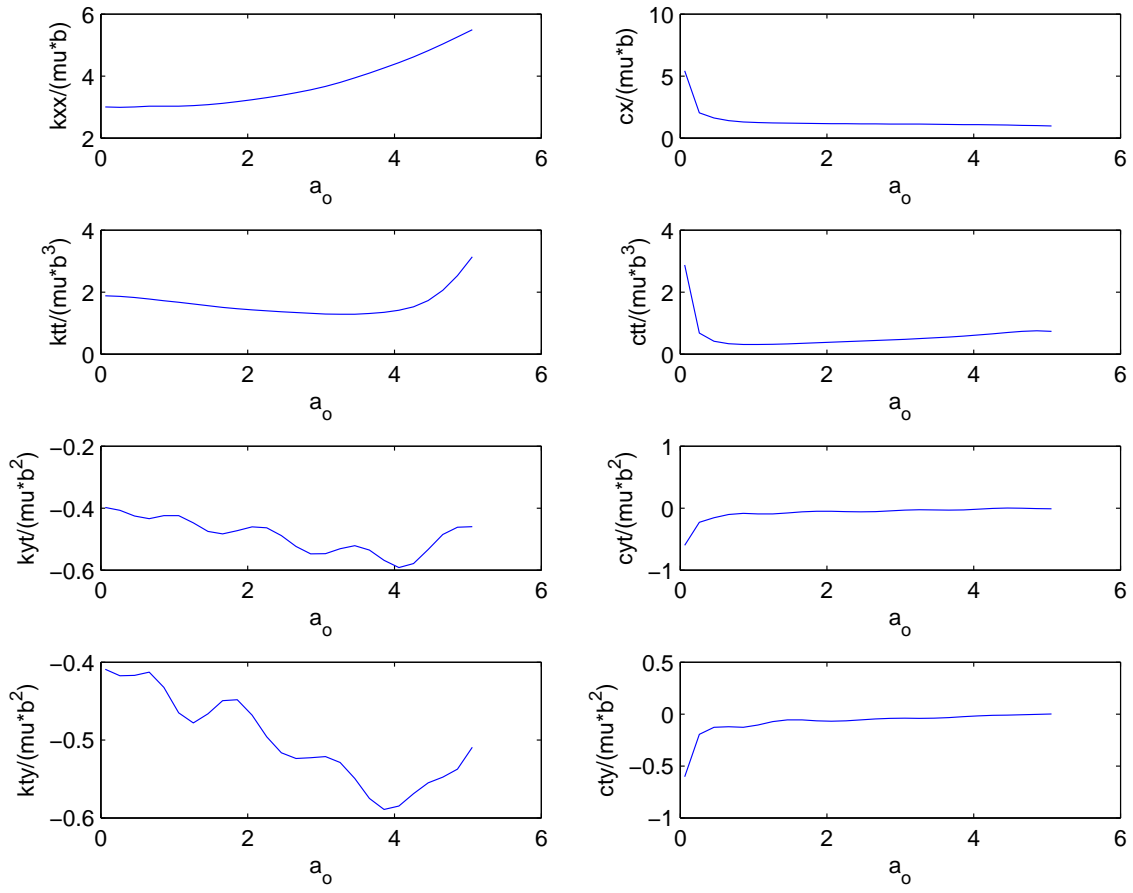 kxx/(mu*b)
6
4
2
0 2 4 6
a_o
cx/(mu*b)
10
5
0
0 2 4 6
a_o
ktt/(mu*b^3)
4
2
0
0 2 4 6
a_o
ctt/(mu*b^3)
4
2
0
0 2 4 6
a_o
kyt/(mu*b^2)
−0.2
−0.4
−0.6
0 2 4 6
a_o
cyt/(mu*b^2)
1
0
−1
0 2 4 6
a_o
kty/(mu*b^2)
−0.4
−0.5
−0.6
0 2 4 6
a_o
cty/(mu*b^2)
0.5
0
−0.5
−1
0 2 4 6
a_o